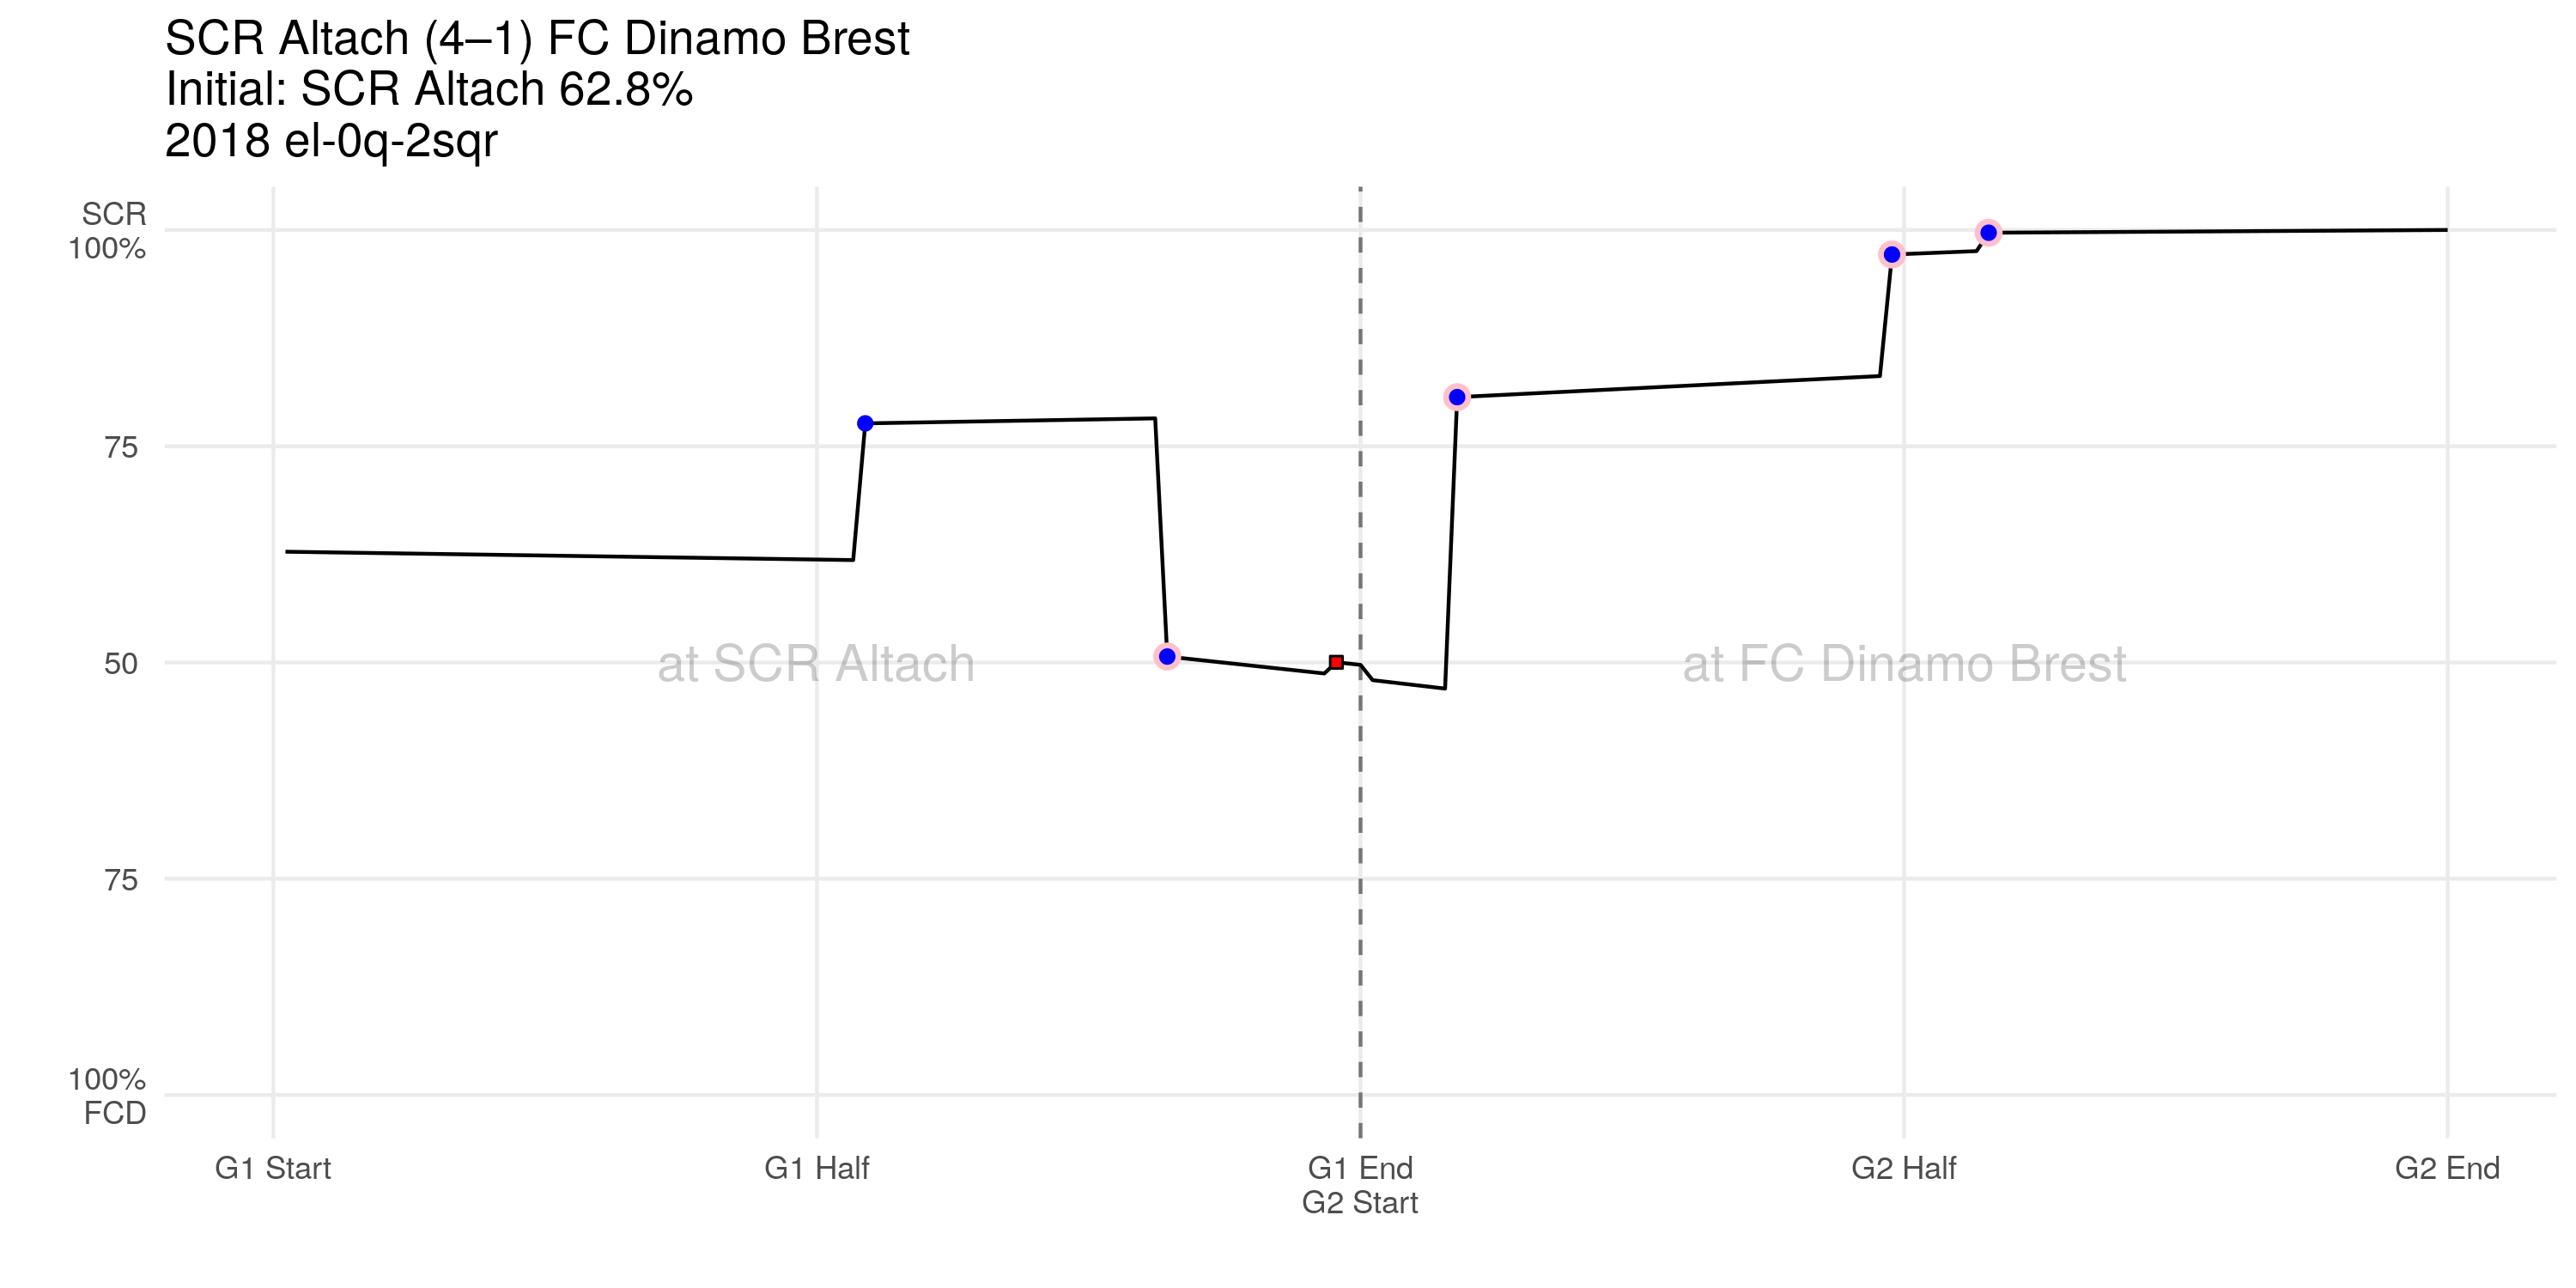 SCR Altach (4–1) FC Dinamo Brest
Initial: SCR Altach 62.8%
2018 el-0q-2sqr
SCR
100%
75
50
75
100%
FCD
at SCR Altach
at FC Dinamo Brest
G1 Start
G1 Half
G1 End
G2 Start
G2 Half
G2 End